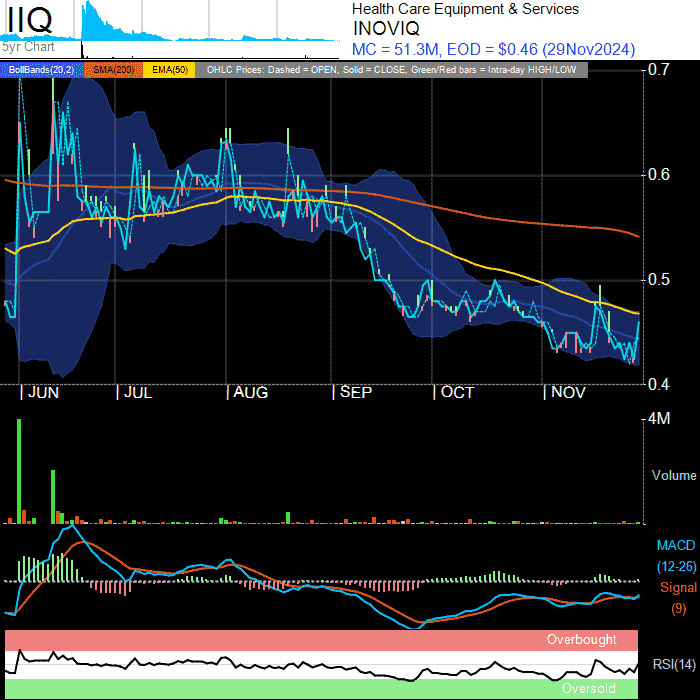 IIQ
5yr Chart
Health Care Equipment & Services
INOVIQ
MC = 51.3M, EOD = $0.46 (29Nov2024)
BollBands(20,2) SMA(200) EMA(50) OHLC Prices: Dashed = OPEN, Solid = CLOSE, Green/Red bars = Intra-day HIGH/LOW
0.7
0.6
0.5
0.4
| JUN | JUL | AUG | SEP | OCT | NOV
4M
Volume
MACD
(12-26)
Signal
(9)
Overbought
RSI(14)
Oversold